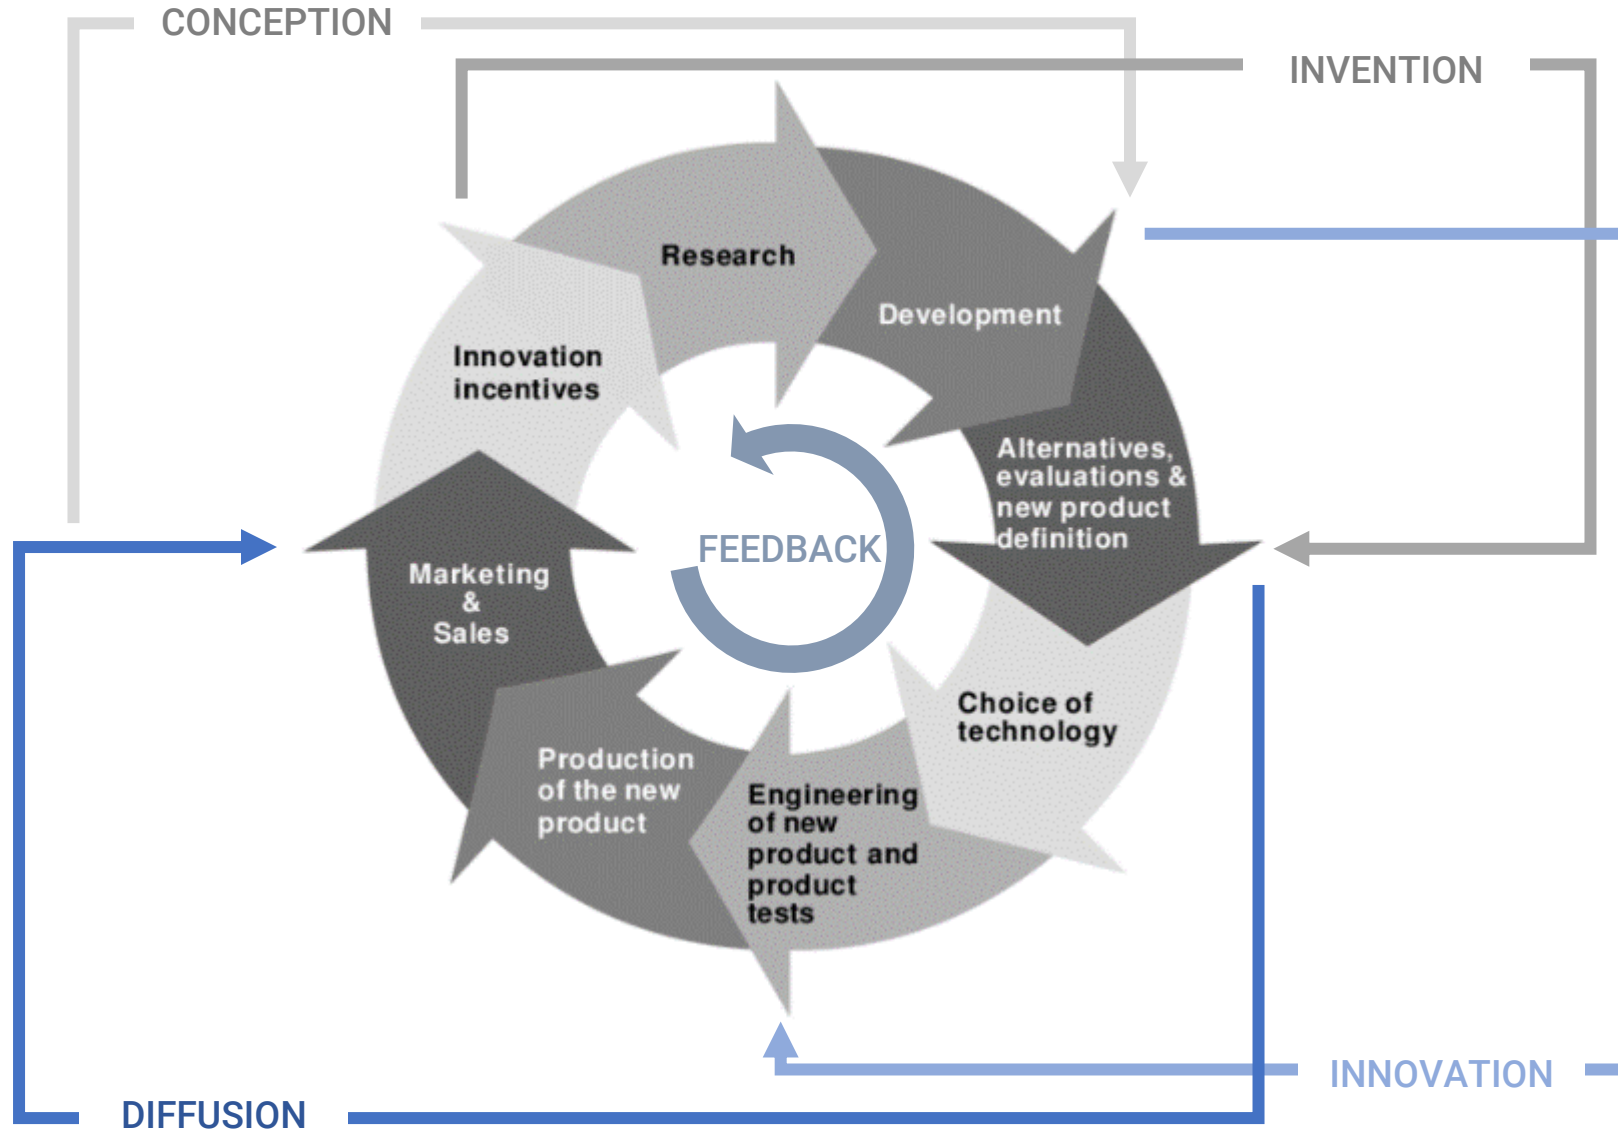 CONCEPTION
INVENTION
Research
Development
Innovation
incentives
Alternatives,
evaluations &
new product
definition
FEEDBACK
Marketing
&
Sales
Choice of
technology
Production
of the new
product
Engineering
of new
product and
product
tests
INNOVATION
DIFFUSION